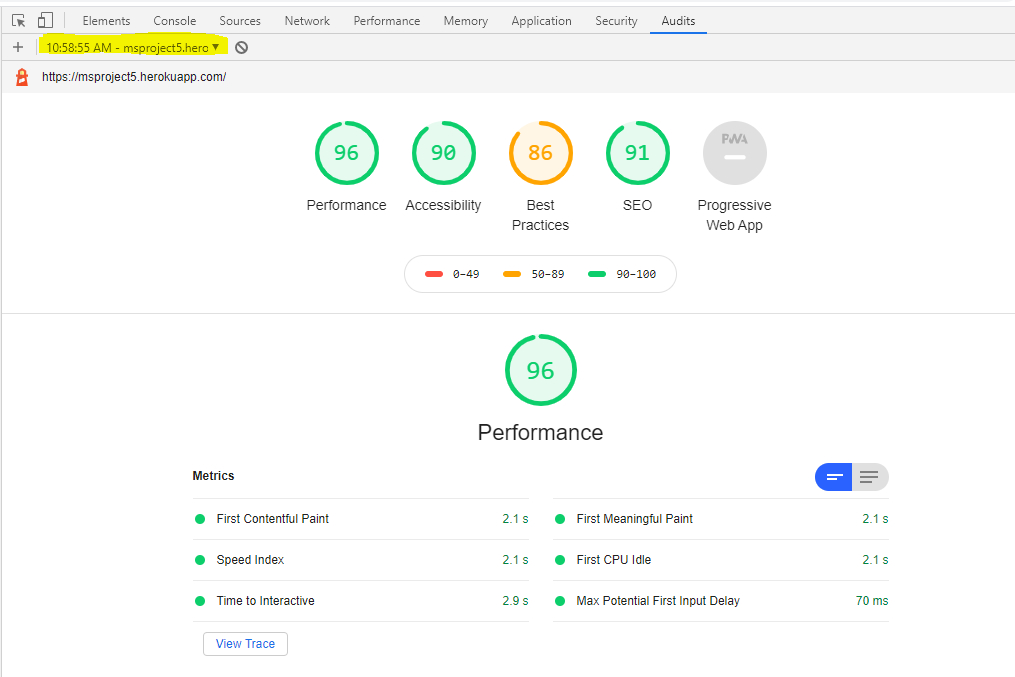 Elements Console Sources Network Performance Memory Application Security Audits
+ 10:58:55 AM - msproject5.hero ▼
https://msproject5.herokuapp.com/
96 90 86 91 PWA
Performance Accessibility Best SEO Progressive
Practices Web App
0–49 50–89 90–100
96
Performance
Metrics
First Contentful Paint 2.1 s First Meaningful Paint 2.1 s
Speed Index 2.1 s First CPU Idle 2.1 s
Time to Interactive 2.9 s Max Potential First Input Delay 70 ms
View Trace